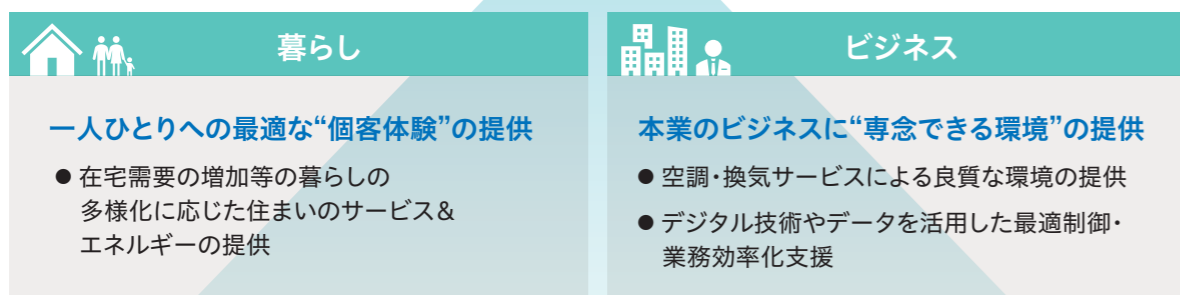 暮らし
一人ひとりへの最適な“個客体験”の提供
● 在宅需要の増加等の暮らしの
多様化に応じた住まいのサービス&
エネルギーの提供
ビジネス
本業のビジネスに“専念できる環境”の提供
● 空調・換気サービスによる良質な環境の提供
● デジタル技術やデータを活用した最適制御・
業務効率化支援